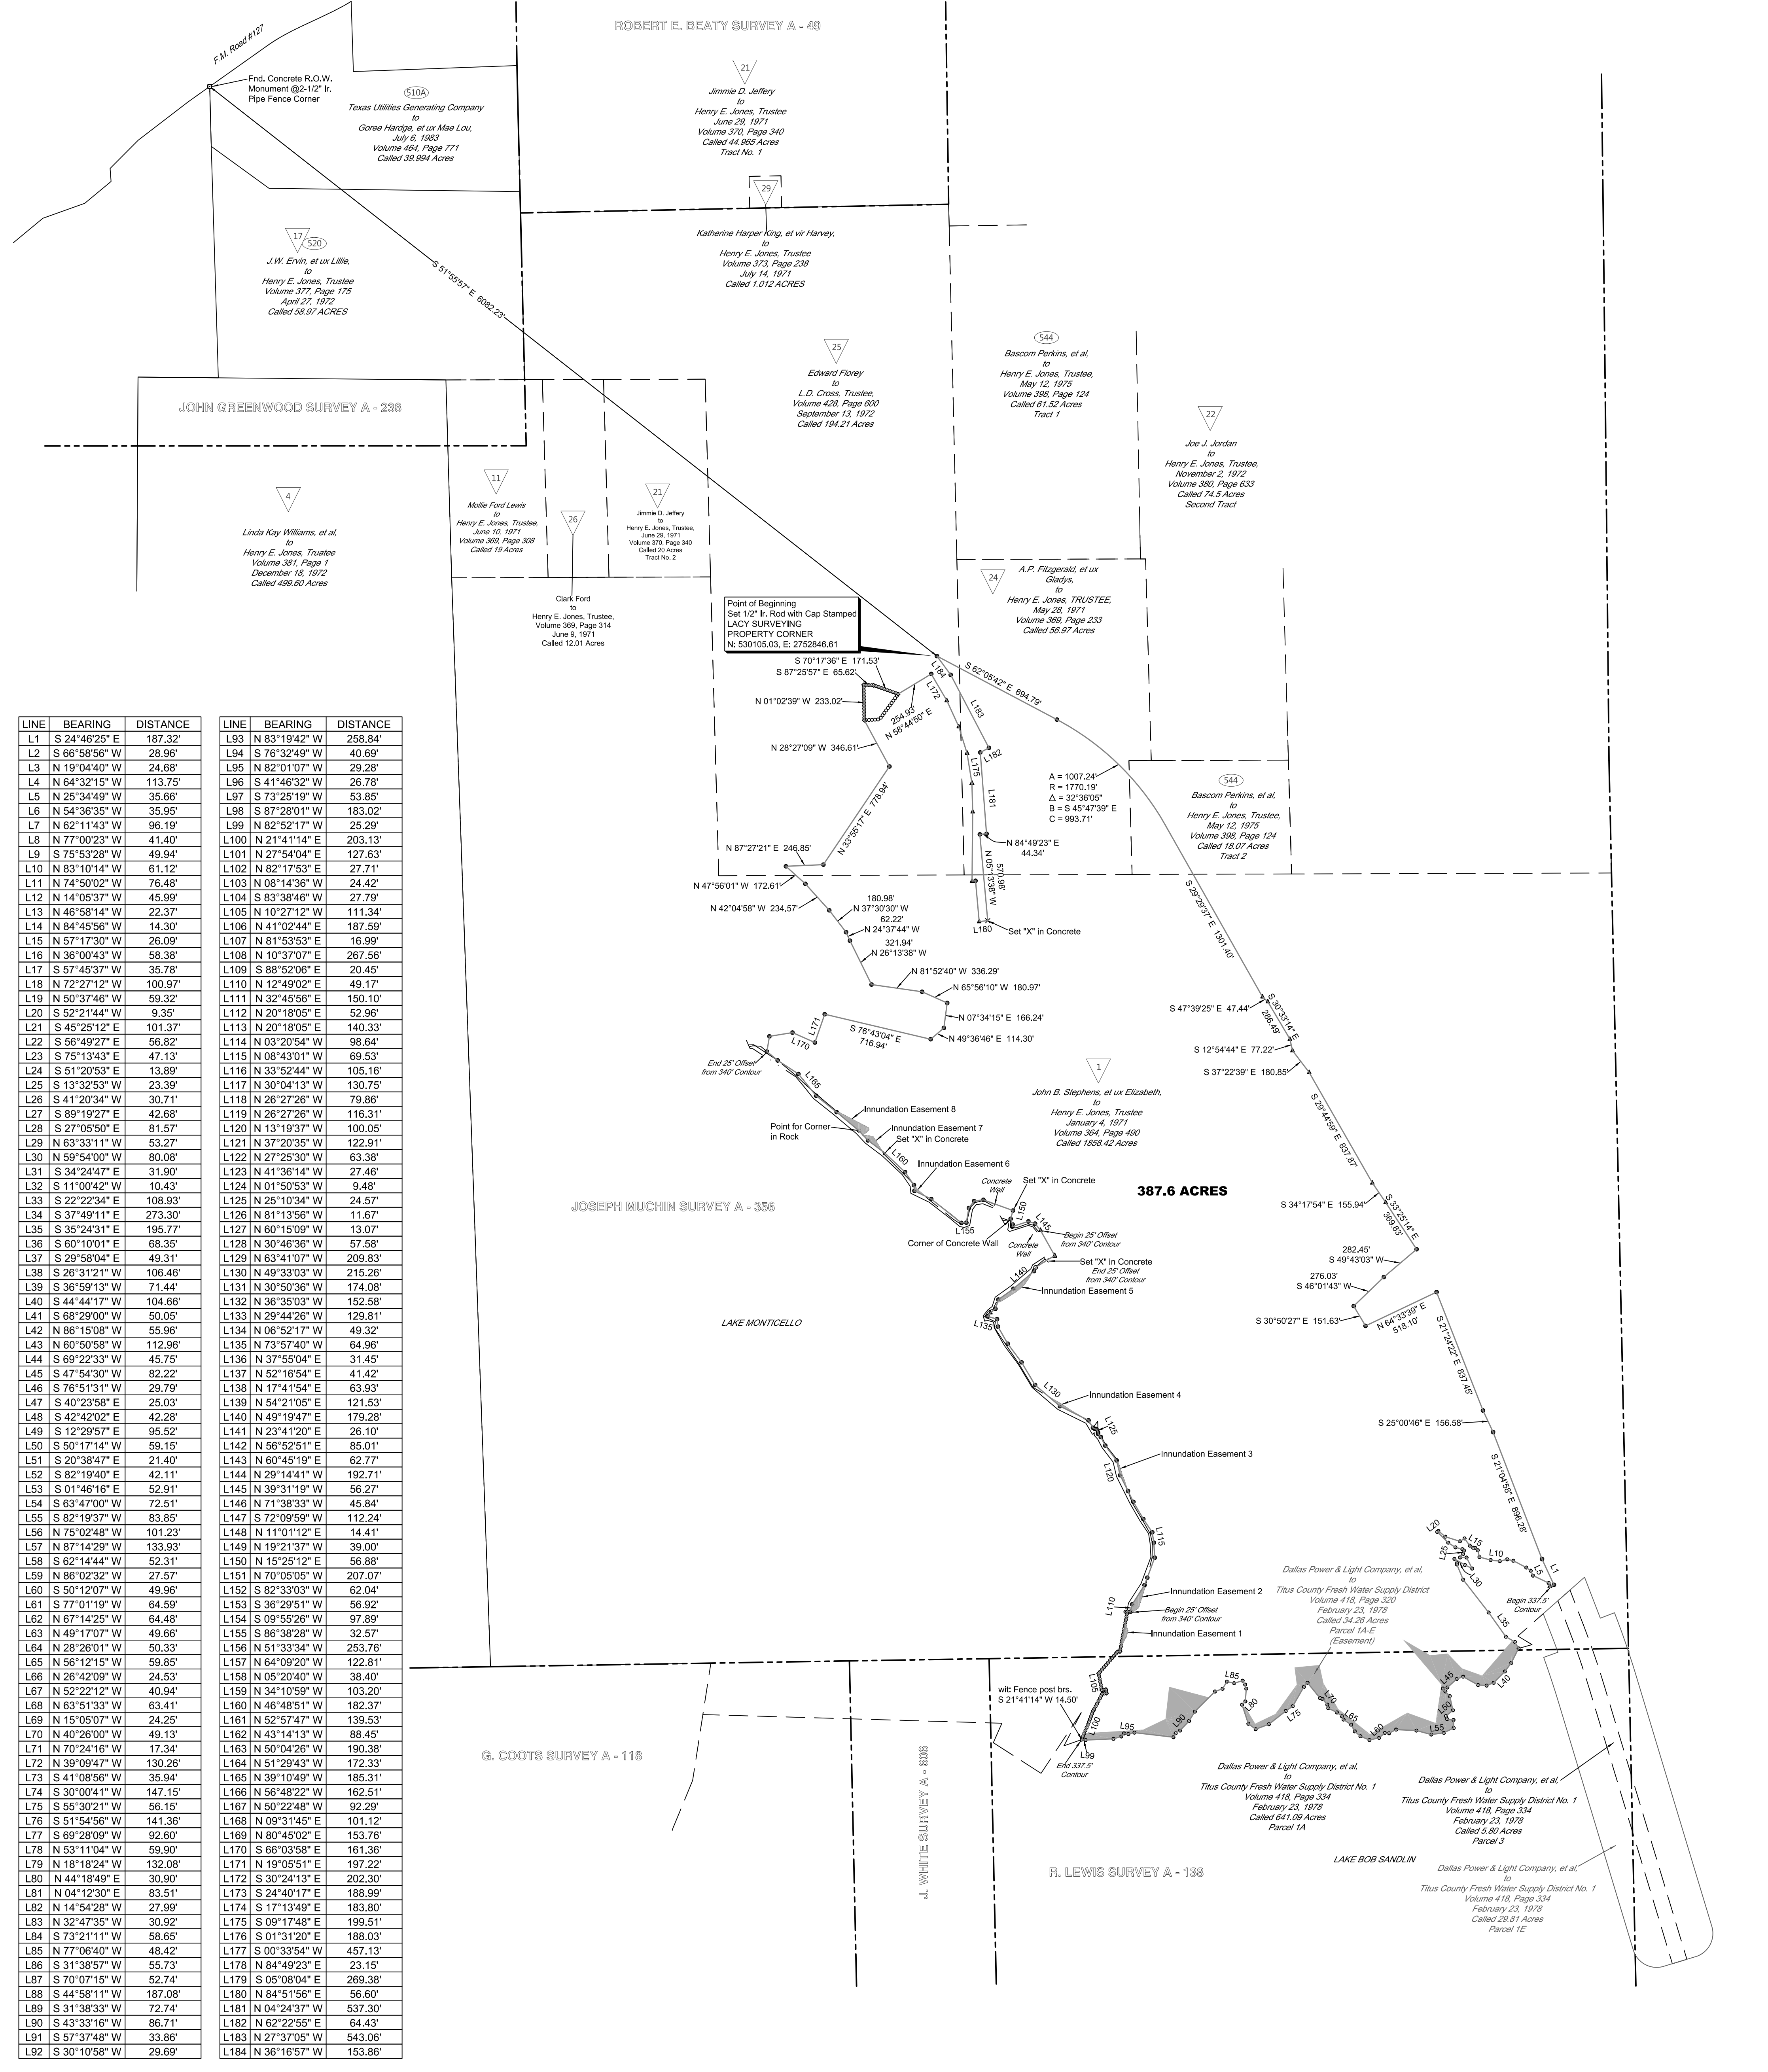 ROBERT E. BEATY SURVEY A - 49
F.M. Road #127
Fnd. Concrete R.O.W.
Monument @2-1/2" Ir.
Pipe Fence Corner
510A
Texas Utilities Generating Company
to
Goree Hardge, et ux Mae Lou,
July 6, 1983
Volume 464, Page 771
Called 39.994 Acres
21
Jimmie D. Jeffery
to
Henry E. Jones, Trustee
June 29, 1971
Volume 370, Page 340
Called 44.965 Acres
Tract No. 1
29
Katherine Harper King, et vir Harvey,
to
Henry E. Jones, Trustee
Volume 373, Page 238
July 14, 1971
Called 1.012 ACRES
17
520
J.W. Ervin, et ux Lillie,
to
Henry E. Jones, Trustee
Volume 377, Page 175
April 27, 1972
Called 58.97 ACRES
S 51°55'57" E 6082.23'
25
Edward Florey
to
L.D. Cross, Trustee,
Volume 428, Page 600
September 13, 1972
Called 194.21 Acres
544
Bascom Perkins, et al,
to
Henry E. Jones, Trustee,
May 12, 1975
Volume 398, Page 124
Called 61.52 Acres
Tract 1
22
Joe J. Jordan
to
Henry E. Jones, Trustee,
November 2, 1972
Volume 380, Page 633
Called 74.5 Acres
Second Tract
JOHN GREENWOOD SURVEY A - 238
4
Linda Kay Williams, et al,
to
Henry E. Jones, Truatee
Volume 381, Page 1
December 18, 1972
Called 499.60 Acres
11
Mollie Ford Lewis
to
Henry E. Jones, Trustee,
June 10, 1971
Volume 369, Page 308
Called 19 Acres
26
Clark Ford
to
Henry E. Jones, Trustee,
Volume 369, Page 314
June 9, 1971
Called 12.01 Acres
21
Jimmie D. Jeffery
to
Henry E. Jones, Trustee,
June 29, 1971
Volume 370, Page 340
Called 20 Acres
Tract No. 2
24
A.P. Fitzgerald, et ux
Gladys,
to
Henry E. Jones, TRUSTEE,
May 28, 1971
Volume 369, Page 233
Called 56.97 Acres
Point of Beginning
Set 1/2" Ir. Rod with Cap Stamped
LACY SURVEYING
PROPERTY CORNER
N: 530105.03, E: 2752846.61
S 70°17'36" E 171.53'
S 87°25'57" E 65.62'
N 01°02'39" W 233.02'
254.93'
N 58°44'50" E
L172
L184
L183
S 62°05'42" E 894.79'
N 28°27'09" W 346.61'
L182
L175
L181
A = 1007.24'
R = 1770.19'
△ = 32°36'05"
B = S 45°47'39" E
C = 993.71'
544
Bascom Perkins, et al,
to
Henry E. Jones, Trustee,
May 12, 1975
Volume 398, Page 124
Called 18.07 Acres
Tract 2
N 33°55'17" E 778.94'
N 84°49'23" E
44.34'
N 87°27'21" E 246.85'
570.98'
N 05°13'38" W
N 47°56'01" W 172.61'
N 42°04'58" W 234.57'
180.98'
N 37°30'30" W
62.22'
N 24°37'44" W
321.94'
N 26°13'38" W
L180
Set "X" in Concrete
S 29°29'37" E 1301.40'
N 81°52'40" W 336.29'
N 65°56'10" W 180.97'
N 07°34'15" E 166.24'
N 49°36'46" E 114.30'
S 76°43'04" E
716.94'
L171
L170
S 47°39'25" E 47.44'
S 30°33'14" E
286.49'
S 12°54'44" E 77.22'
S 37°22'39" E 180.85'
End 25' Offset
from 340' Contour
L165
1
John B. Stephens, et ux Elizabeth,
to
Henry E. Jones, Trustee
January 4, 1971
Volume 364, Page 490
Called 1858.42 Acres
S 29°44'59" E 837.87'
Innundation Easement 8
Point for Corner
in Rock
Innundation Easement 7
Set "X" in Concrete
L160
Innundation Easement 6
Concrete
Wall
Set "X" in Concrete
387.6 ACRES
S 34°17'54" E 155.94'
S 33°25'14" E
369.83'
JOSEPH MUCHIN SURVEY A - 356
L155
L150
L145
Corner of Concrete Wall
Concrete
Wall
Begin 25' Offset
from 340' Contour
Set "X" in Concrete
End 25' Offset
from 340' Contour
L140
Innundation Easement 5
282.45'
S 49°43'03" W
276.03'
S 46°01'43" W
S 30°50'27" E 151.63'
N 64°33'39" E
518.10'
LAKE MONTICELLO
L135
S 21°24'22" E 837.45'
L130
Innundation Easement 4
L125
S 25°00'46" E 156.58'
Innundation Easement 3
L120
S 21°04'58" E 896.28'
L115
L20
L15
L10
L5
L1
L25
L30
L35
Dallas Power & Light Company, et al,
to
Titus County Fresh Water Supply District
Volume 418, Page 320
February 23, 1978
Called 34.26 Acres
Parcel 1A-E
(Easement)
Begin 337.5'
Contour
Innundation Easement 2
L110
Begin 25' Offset
from 340' Contour
Innundation Easement 1
L105
wit: Fence post brs.
S 21°41'14" W 14.50'
L100
L99
End 337.5'
Contour
L95
L90
L85
L80
L75
L70
L65
L60
L55
L50
L45
L40
G. COOTS SURVEY A - 118
J. WHITE SURVEY A - 606
R. LEWIS SURVEY A - 138
Dallas Power & Light Company, et al,
to
Titus County Fresh Water Supply District No. 1
Volume 418, Page 334
February 23, 1978
Called 641.09 Acres
Parcel 1A
Dallas Power & Light Company, et al,
to
Titus County Fresh Water Supply District No. 1
Volume 418, Page 334
February 23, 1978
Called 5.80 Acres
Parcel 3
LAKE BOB SANDLIN
Dallas Power & Light Company, et al,
to
Titus County Fresh Water Supply District No. 1
Volume 418, Page 334
February 23, 1978
Called 29.81 Acres
Parcel 1E
LINE BEARING DISTANCE
L1 S 24°46'25" E 187.32'
L2 S 66°58'56" W 28.96'
L3 N 19°04'40" W 24.68'
L4 N 64°32'15" W 113.75'
L5 N 25°34'49" W 35.66'
L6 N 54°36'35" W 35.95'
L7 N 62°11'43" W 96.19'
L8 N 77°00'23" W 41.40'
L9 S 75°53'28" W 49.94'
L10 N 83°10'14" W 61.12'
L11 N 74°50'02" W 76.48'
L12 N 14°05'37" W 45.99'
L13 N 46°58'14" W 22.37'
L14 N 84°45'56" W 14.30'
L15 N 57°17'30" W 26.09'
L16 N 36°00'43" W 58.38'
L17 S 57°45'37" W 35.78'
L18 N 72°27'12" W 100.97'
L19 N 50°37'46" W 59.32'
L20 S 52°21'44" W 9.35'
L21 S 45°25'12" E 101.37'
L22 S 56°49'27" E 56.82'
L23 S 75°13'43" E 47.13'
L24 S 51°20'53" E 13.89'
L25 S 13°32'53" W 23.39'
L26 S 41°20'34" W 30.71'
L27 S 89°19'27" E 42.68'
L28 S 27°05'50" E 81.57'
L29 N 63°33'11" W 53.27'
L30 N 59°54'00" W 80.08'
L31 S 34°24'47" E 31.90'
L32 S 11°00'42" W 10.43'
L33 S 22°22'34" E 108.93'
L34 S 37°49'11" E 273.30'
L35 S 35°24'31" E 195.77'
L36 S 60°10'01" E 68.35'
L37 S 29°58'04" E 49.31'
L38 S 26°31'21" W 106.46'
L39 S 36°59'13" W 71.44'
L40 S 44°44'17" W 104.66'
L41 S 68°29'00" W 50.05'
L42 N 86°15'08" W 55.96'
L43 N 60°50'58" W 112.96'
L44 S 69°22'33" W 45.75'
L45 S 47°54'30" W 82.22'
L46 S 76°51'31" W 29.79'
L47 S 40°23'58" E 25.03'
L48 S 42°42'02" E 42.28'
L49 S 12°29'57" E 95.52'
L50 S 50°17'14" W 59.15'
L51 S 20°38'47" E 21.40'
L52 S 82°19'40" E 42.11'
L53 S 01°46'16" E 52.91'
L54 S 63°47'00" W 72.51'
L55 S 82°19'37" W 83.85'
L56 N 75°02'48" W 101.23'
L57 N 87°14'29" W 133.93'
L58 S 62°14'44" W 52.31'
L59 N 86°02'32" W 27.57'
L60 S 50°12'07" W 49.96'
L61 S 77°01'19" W 64.59'
L62 N 67°14'25" W 64.48'
L63 N 49°17'07" W 49.66'
L64 N 28°26'01" W 50.33'
L65 N 56°12'15" W 59.85'
L66 N 26°42'09" W 24.53'
L67 N 52°22'12" W 40.94'
L68 N 63°51'33" W 63.41'
L69 N 15°05'07" W 24.25'
L70 N 40°26'00" W 49.13'
L71 N 70°24'16" W 17.34'
L72 N 39°09'47" W 130.26'
L73 S 41°08'56" W 35.94'
L74 S 30°00'41" W 147.15'
L75 S 55°30'21" W 56.15'
L76 S 51°54'56" W 141.36'
L77 S 69°28'09" W 92.60'
L78 N 53°11'04" W 59.90'
L79 N 18°18'24" W 132.08'
L80 N 44°18'49" E 30.90'
L81 N 04°12'30" E 83.51'
L82 N 14°54'28" W 27.99'
L83 N 32°47'35" W 30.92'
L84 S 73°21'11" W 58.65'
L85 N 77°06'40" W 48.42'
L86 S 31°38'57" W 55.73'
L87 S 70°07'15" W 52.74'
L88 S 44°58'11" W 187.08'
L89 S 31°38'33" W 72.74'
L90 S 43°33'16" W 86.71'
L91 S 57°37'48" W 33.86'
L92 S 30°10'58" W 29.69'
LINE BEARING DISTANCE
L93 N 83°19'42" W 258.84'
L94 S 76°32'49" W 40.69'
L95 N 82°01'07" W 29.28'
L96 S 41°46'32" W 26.78'
L97 S 73°25'19" W 53.85'
L98 S 87°28'01" W 183.02'
L99 N 82°52'17" W 25.29'
L100 N 21°41'14" E 203.13'
L101 N 27°54'04" E 127.63'
L102 N 82°17'53" E 27.71'
L103 N 08°14'36" W 24.42'
L104 S 83°38'46" W 27.79'
L105 N 10°27'12" W 111.34'
L106 N 41°02'44" E 187.59'
L107 N 81°53'53" E 16.99'
L108 N 10°37'07" E 267.56'
L109 S 88°52'06" E 20.45'
L110 N 12°49'02" E 49.17'
L111 N 32°45'56" E 150.10'
L112 N 20°18'05" E 52.96'
L113 N 20°18'05" E 140.33'
L114 N 03°20'54" W 98.64'
L115 N 08°43'01" W 69.53'
L116 N 33°52'44" W 105.16'
L117 N 30°04'13" W 130.75'
L118 N 26°27'26" W 79.86'
L119 N 26°27'26" W 116.31'
L120 N 13°19'37" W 100.05'
L121 N 37°20'35" W 122.91'
L122 N 27°25'30" W 63.38'
L123 N 41°36'14" W 27.46'
L124 N 01°50'53" W 9.48'
L125 N 25°10'34" W 24.57'
L126 N 81°13'56" W 11.67'
L127 N 60°15'09" W 13.07'
L128 N 30°46'36" W 57.58'
L129 N 63°41'07" W 209.83'
L130 N 49°33'03" W 215.26'
L131 N 30°50'36" W 174.08'
L132 N 36°35'03" W 152.58'
L133 N 29°44'26" W 129.81'
L134 N 06°52'17" W 49.32'
L135 N 73°57'40" W 64.96'
L136 N 37°55'04" E 31.45'
L137 N 52°16'54" E 41.42'
L138 N 17°41'54" E 63.93'
L139 N 54°21'05" E 121.53'
L140 N 49°19'47" E 179.28'
L141 N 23°41'20" E 26.10'
L142 N 56°52'51" E 85.01'
L143 N 60°45'19" E 62.77'
L144 N 29°14'41" W 192.71'
L145 N 39°31'19" W 56.27'
L146 N 71°38'33" W 45.84'
L147 S 72°09'59" W 112.24'
L148 N 11°01'12" E 14.41'
L149 N 19°21'37" W 39.00'
L150 N 15°25'12" E 56.88'
L151 N 70°05'05" W 207.07'
L152 S 82°33'03" W 62.04'
L153 S 36°29'51" W 56.92'
L154 S 09°55'26" W 97.89'
L155 S 86°38'28" W 32.57'
L156 N 51°33'34" W 253.76'
L157 N 64°09'20" W 122.81'
L158 N 05°20'40" W 38.40'
L159 N 34°10'59" W 103.20'
L160 N 46°48'51" W 182.37'
L161 N 52°57'47" W 139.53'
L162 N 43°14'13" W 88.45'
L163 N 50°04'26" W 190.38'
L164 N 51°29'43" W 172.33'
L165 N 39°10'49" W 185.31'
L166 N 56°48'22" W 162.51'
L167 N 50°22'48" W 92.29'
L168 N 09°31'45" E 101.12'
L169 N 80°45'02" E 153.76'
L170 S 66°03'58" E 161.36'
L171 N 19°05'51" E 197.22'
L172 S 30°24'13" E 202.30'
L173 S 24°40'17" E 188.99'
L174 S 17°13'49" E 183.80'
L175 S 09°17'48" E 199.51'
L176 S 01°31'20" E 188.03'
L177 S 00°33'54" W 457.13'
L178 N 84°49'23" E 23.15'
L179 S 05°08'04" E 269.38'
L180 N 84°51'56" E 56.60'
L181 N 04°24'37" W 537.30'
L182 N 62°22'55" E 64.43'
L183 N 27°37'05" W 543.06'
L184 N 36°16'57" W 153.86'